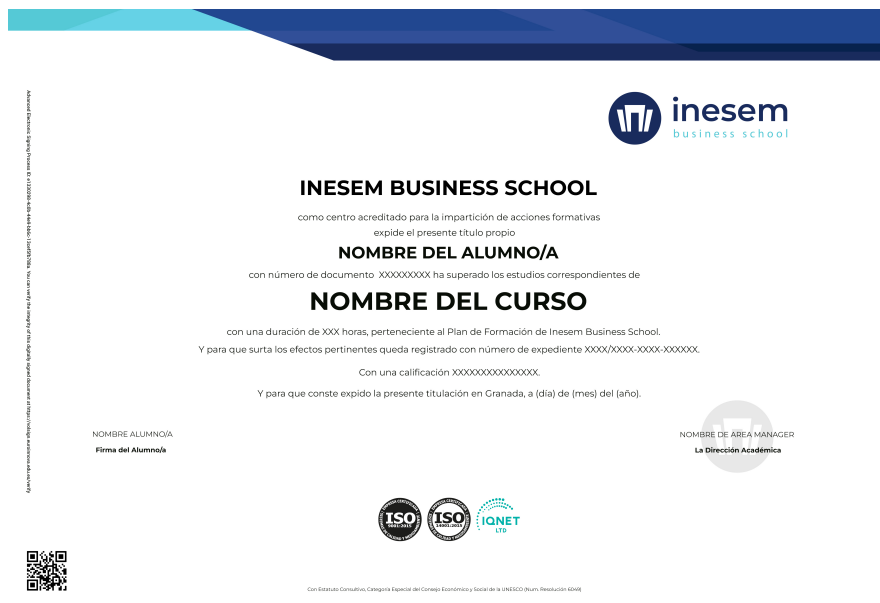 inesem
business school
INESEM BUSINESS SCHOOL
como centro acreditado para la impartición de acciones formativas
expide el presente título propio
NOMBRE DEL ALUMNO/A
con número de documento XXXXXXXXX ha superado los estudios correspondientes de
NOMBRE DEL CURSO
con una duración de XXX horas, perteneciente al Plan de Formación de Inesem Business School.
Y para que surta los efectos pertinentes queda registrado con número de expediente XXXX/XXXX-XXXX-XXXXXX.
Con una calificación XXXXXXXXXXXXXXX.
Y para que conste expido la presente titulación en Granada, a (día) de (mes) del (año).
NOMBRE ALUMNO/A
Firma del Alumno/a
NOMBRE DE AREA MANAGER
La Dirección Académica
ISO
9001:2015
ISO
14001:2015
IQNET
LTD
Con Estatuto Consultivo, Categoría Especial del Consejo Económico y Social de la UNESCO (Num. Resolución 6049)